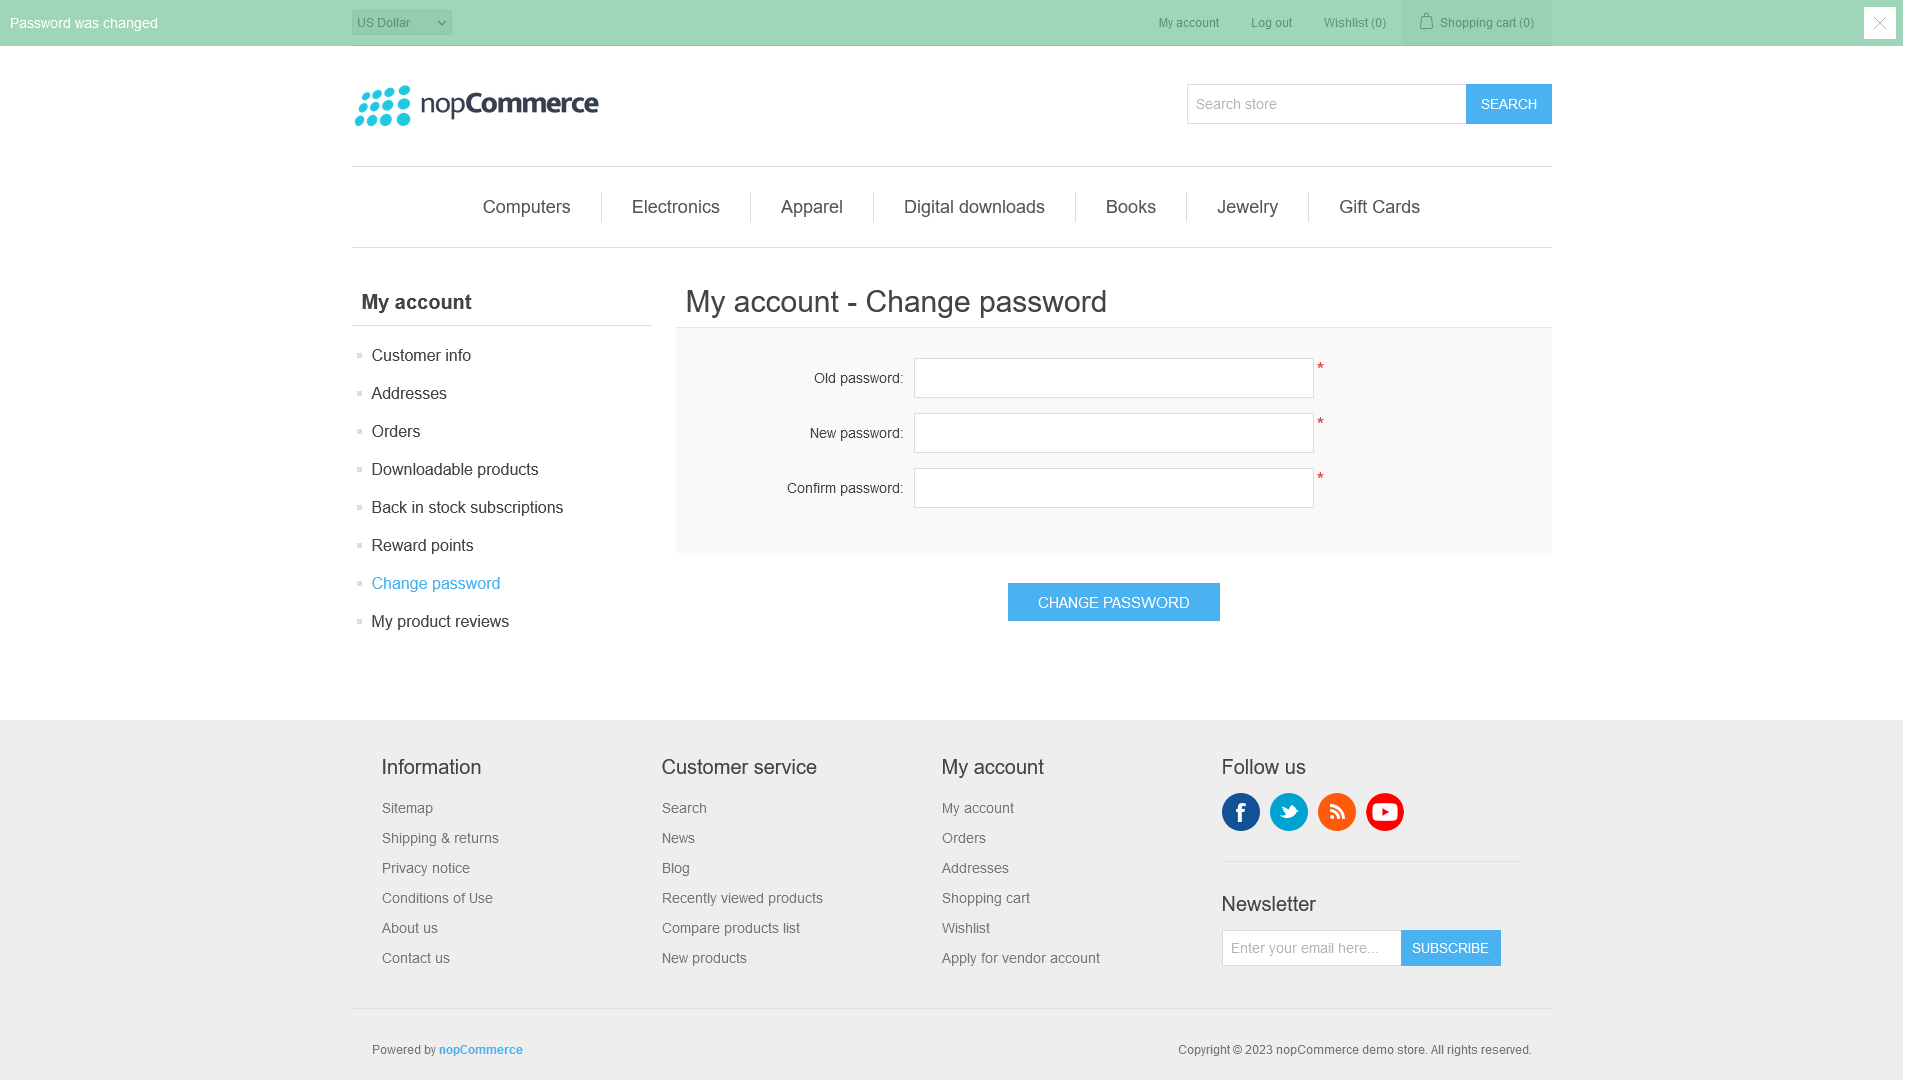 Password was changed
US Dollar
My account
Log out
Wishlist (0)
Shopping cart (0)
nopCommerce
Search store
SEARCH
Computers
Electronics
Apparel
Digital downloads
Books
Jewelry
Gift Cards
My account
Customer info
Addresses
Orders
Downloadable products
Back in stock subscriptions
Reward points
Change password
My product reviews
My account - Change password
Old password: *
New password: *
Confirm password: *
CHANGE PASSWORD
Information
Sitemap
Shipping & returns
Privacy notice
Conditions of Use
About us
Contact us
Customer service
Search
News
Blog
Recently viewed products
Compare products list
New products
My account
My account
Orders
Addresses
Shopping cart
Wishlist
Apply for vendor account
Follow us
Newsletter
Enter your email here...
SUBSCRIBE
Powered by nopCommerce
Copyright © 2023 nopCommerce demo store. All rights reserved.